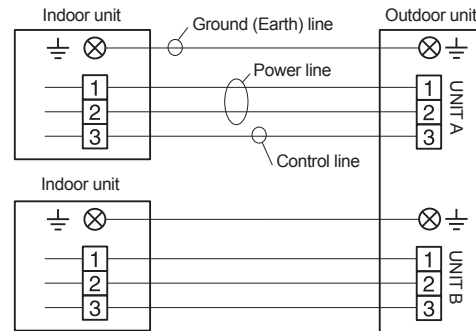 Indoor unit
Outdoor unit
Ground (Earth) line
Power line
1
2
3
1
2
3
UNIT A
Control line
Indoor unit
1
2
3
1
2
3
UNIT B